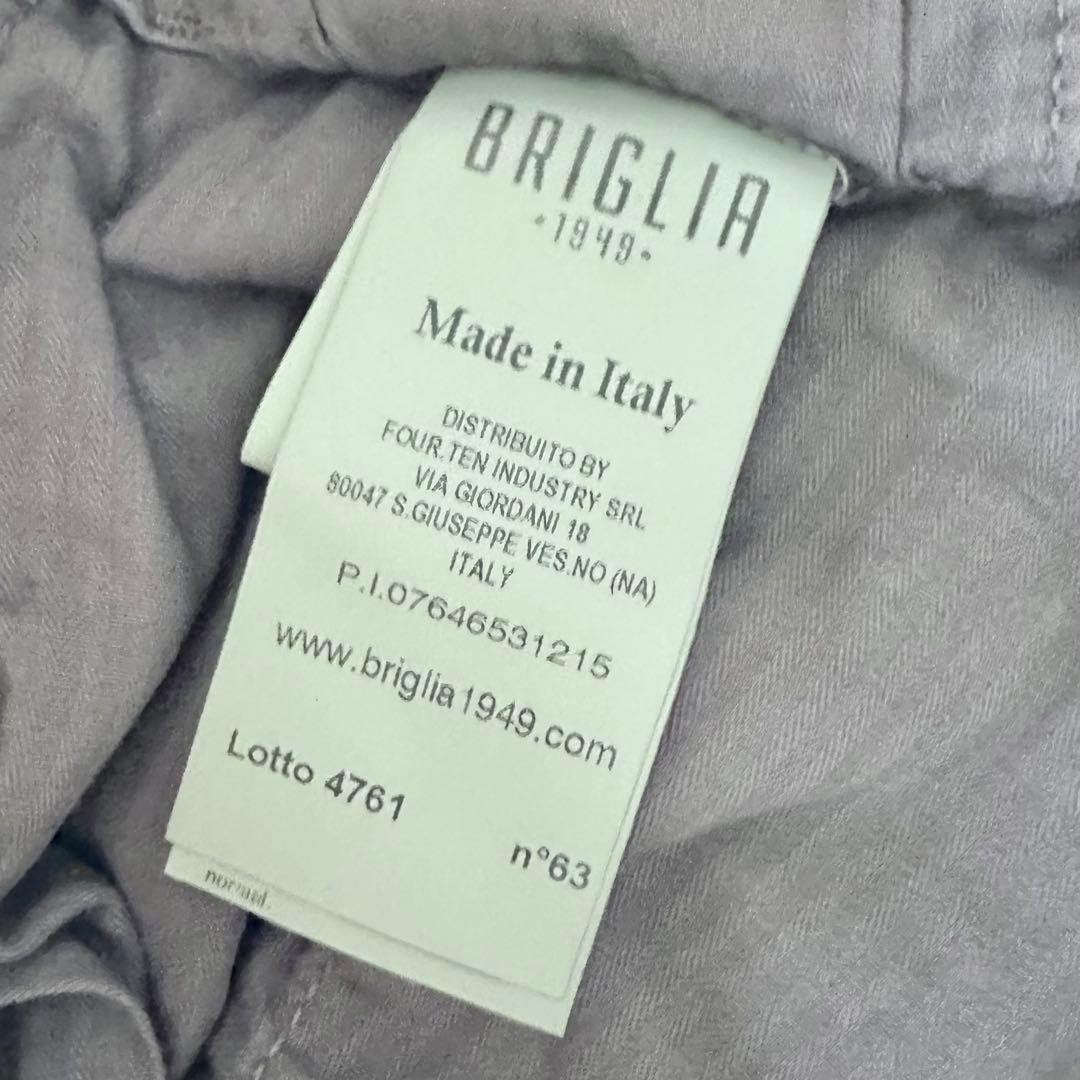 BRIGLIA
•1949•
Made in Italy
DISTRIBUITO BY
FOUR.TEN INDUSTRY SRL
VIA GIORDANI 18
80047 S.GIUSEPPE VES.NO (NA)
ITALY
P.I.07646531215
www.briglia1949.com
Lotto 4761
n°63